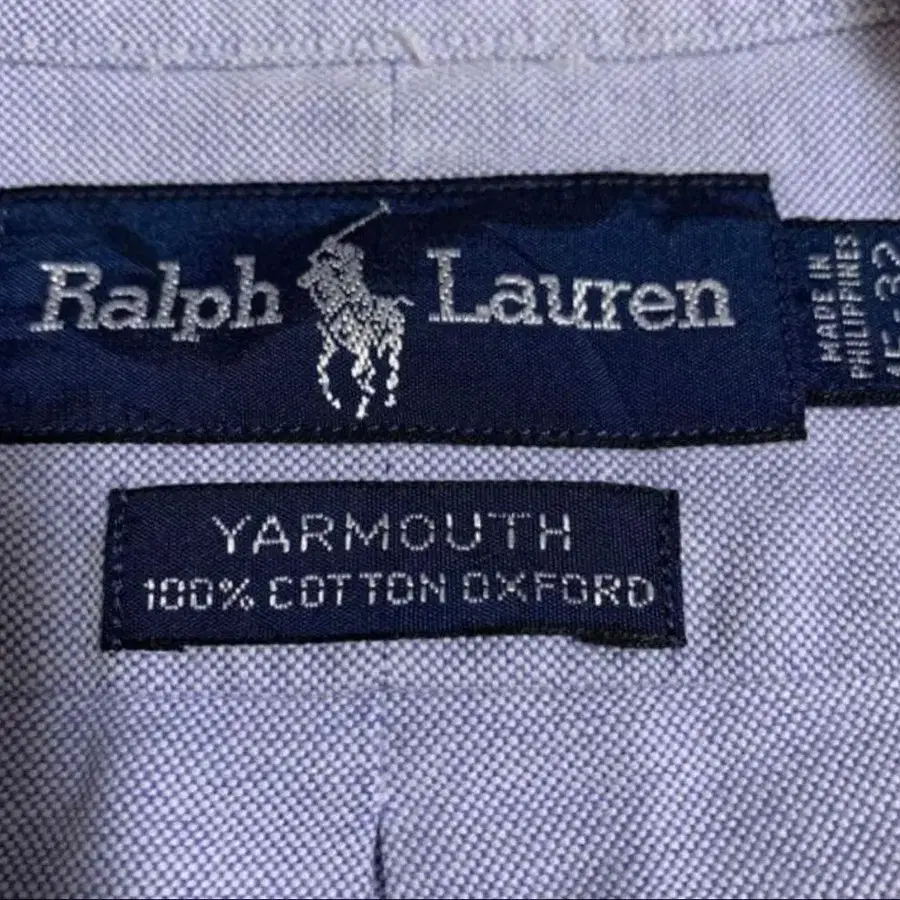 Ralph Lauren
MADE IN
PHILIPPINES
YARMOUTH
100% COTTON OXFORD